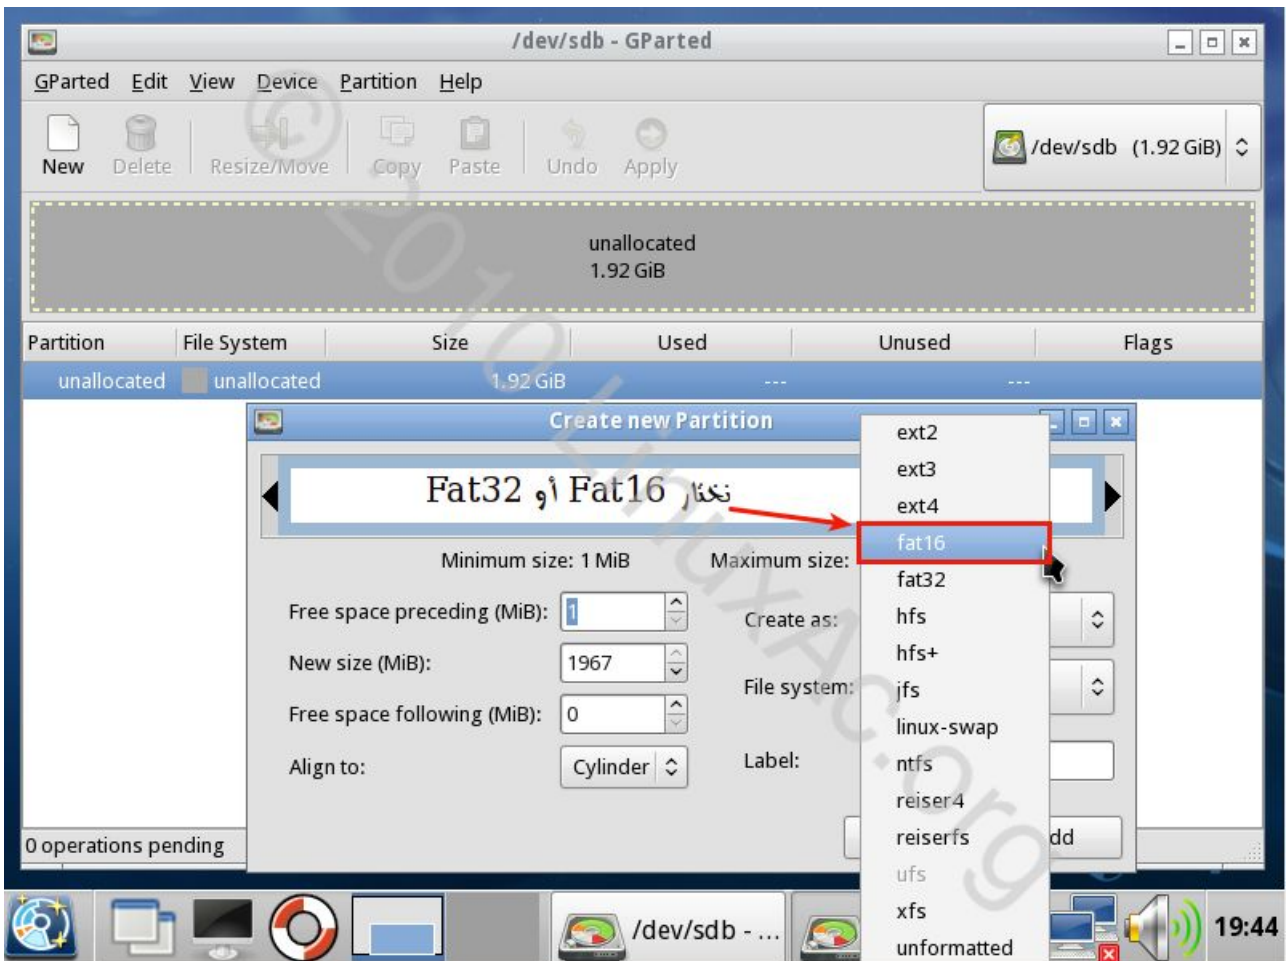 /dev/sdb - GParted
GParted Edit View Device Partition Help
New Delete Resize/Move Copy Paste Undo Apply
/dev/sdb (1.92 GiB)
unallocated
1.92 GiB
Partition File System Size Used Unused Flags
unallocated unallocated 1.92 GiB --- ---
Create new Partition
نختار Fat16 أو Fat32
Minimum size: 1 MiB Maximum size:
Free space preceding (MiB): 1
New size (MiB): 1967
Free space following (MiB): 0
Align to: Cylinder
Create as:
File system:
Label:
dd
ext2
ext3
ext4
fat16
fat32
hfs
hfs+
jfs
linux-swap
ntfs
reiser4
reiserfs
ufs
xfs
unformatted
0 operations pending
/dev/sdb - ...
19:44
© 2010 LinuxAc.org